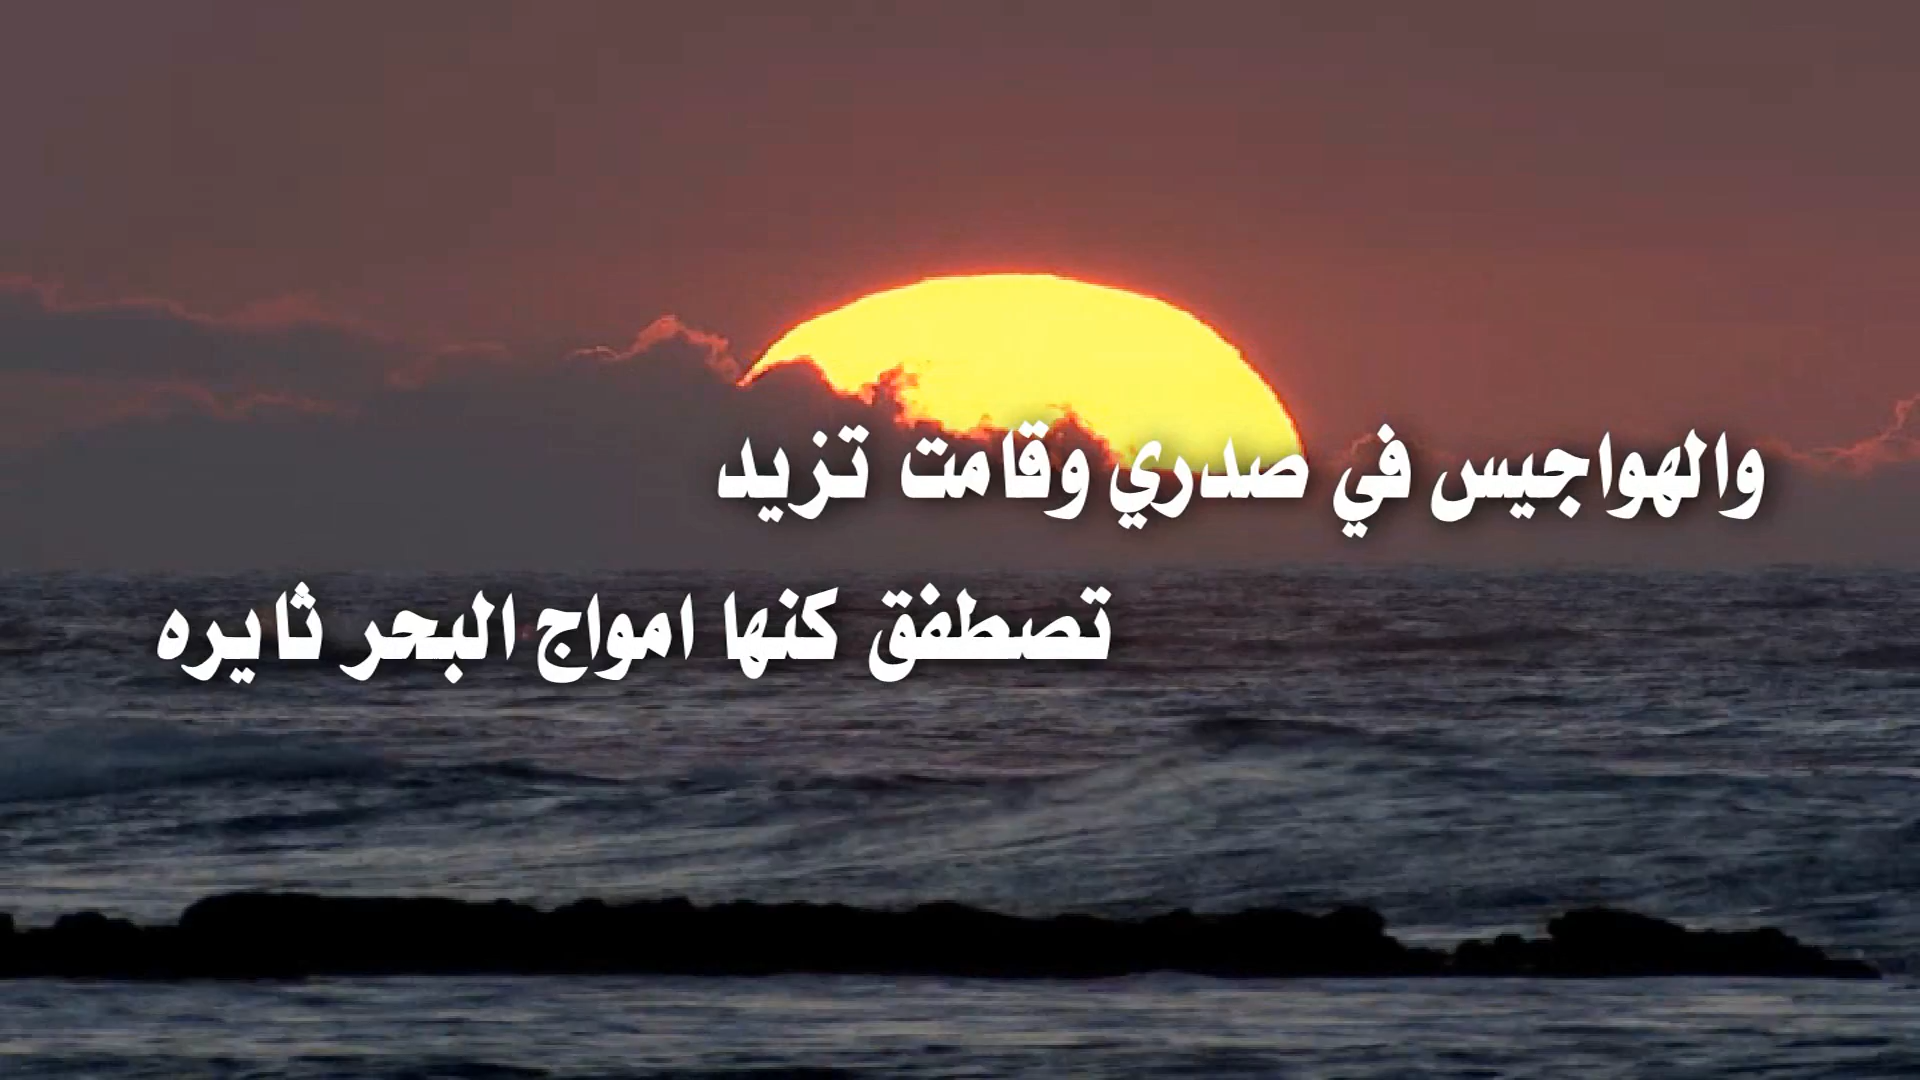 والهواجيس في صدري وقامت تزيد
تصطفق كنها امواج البحر ثايره